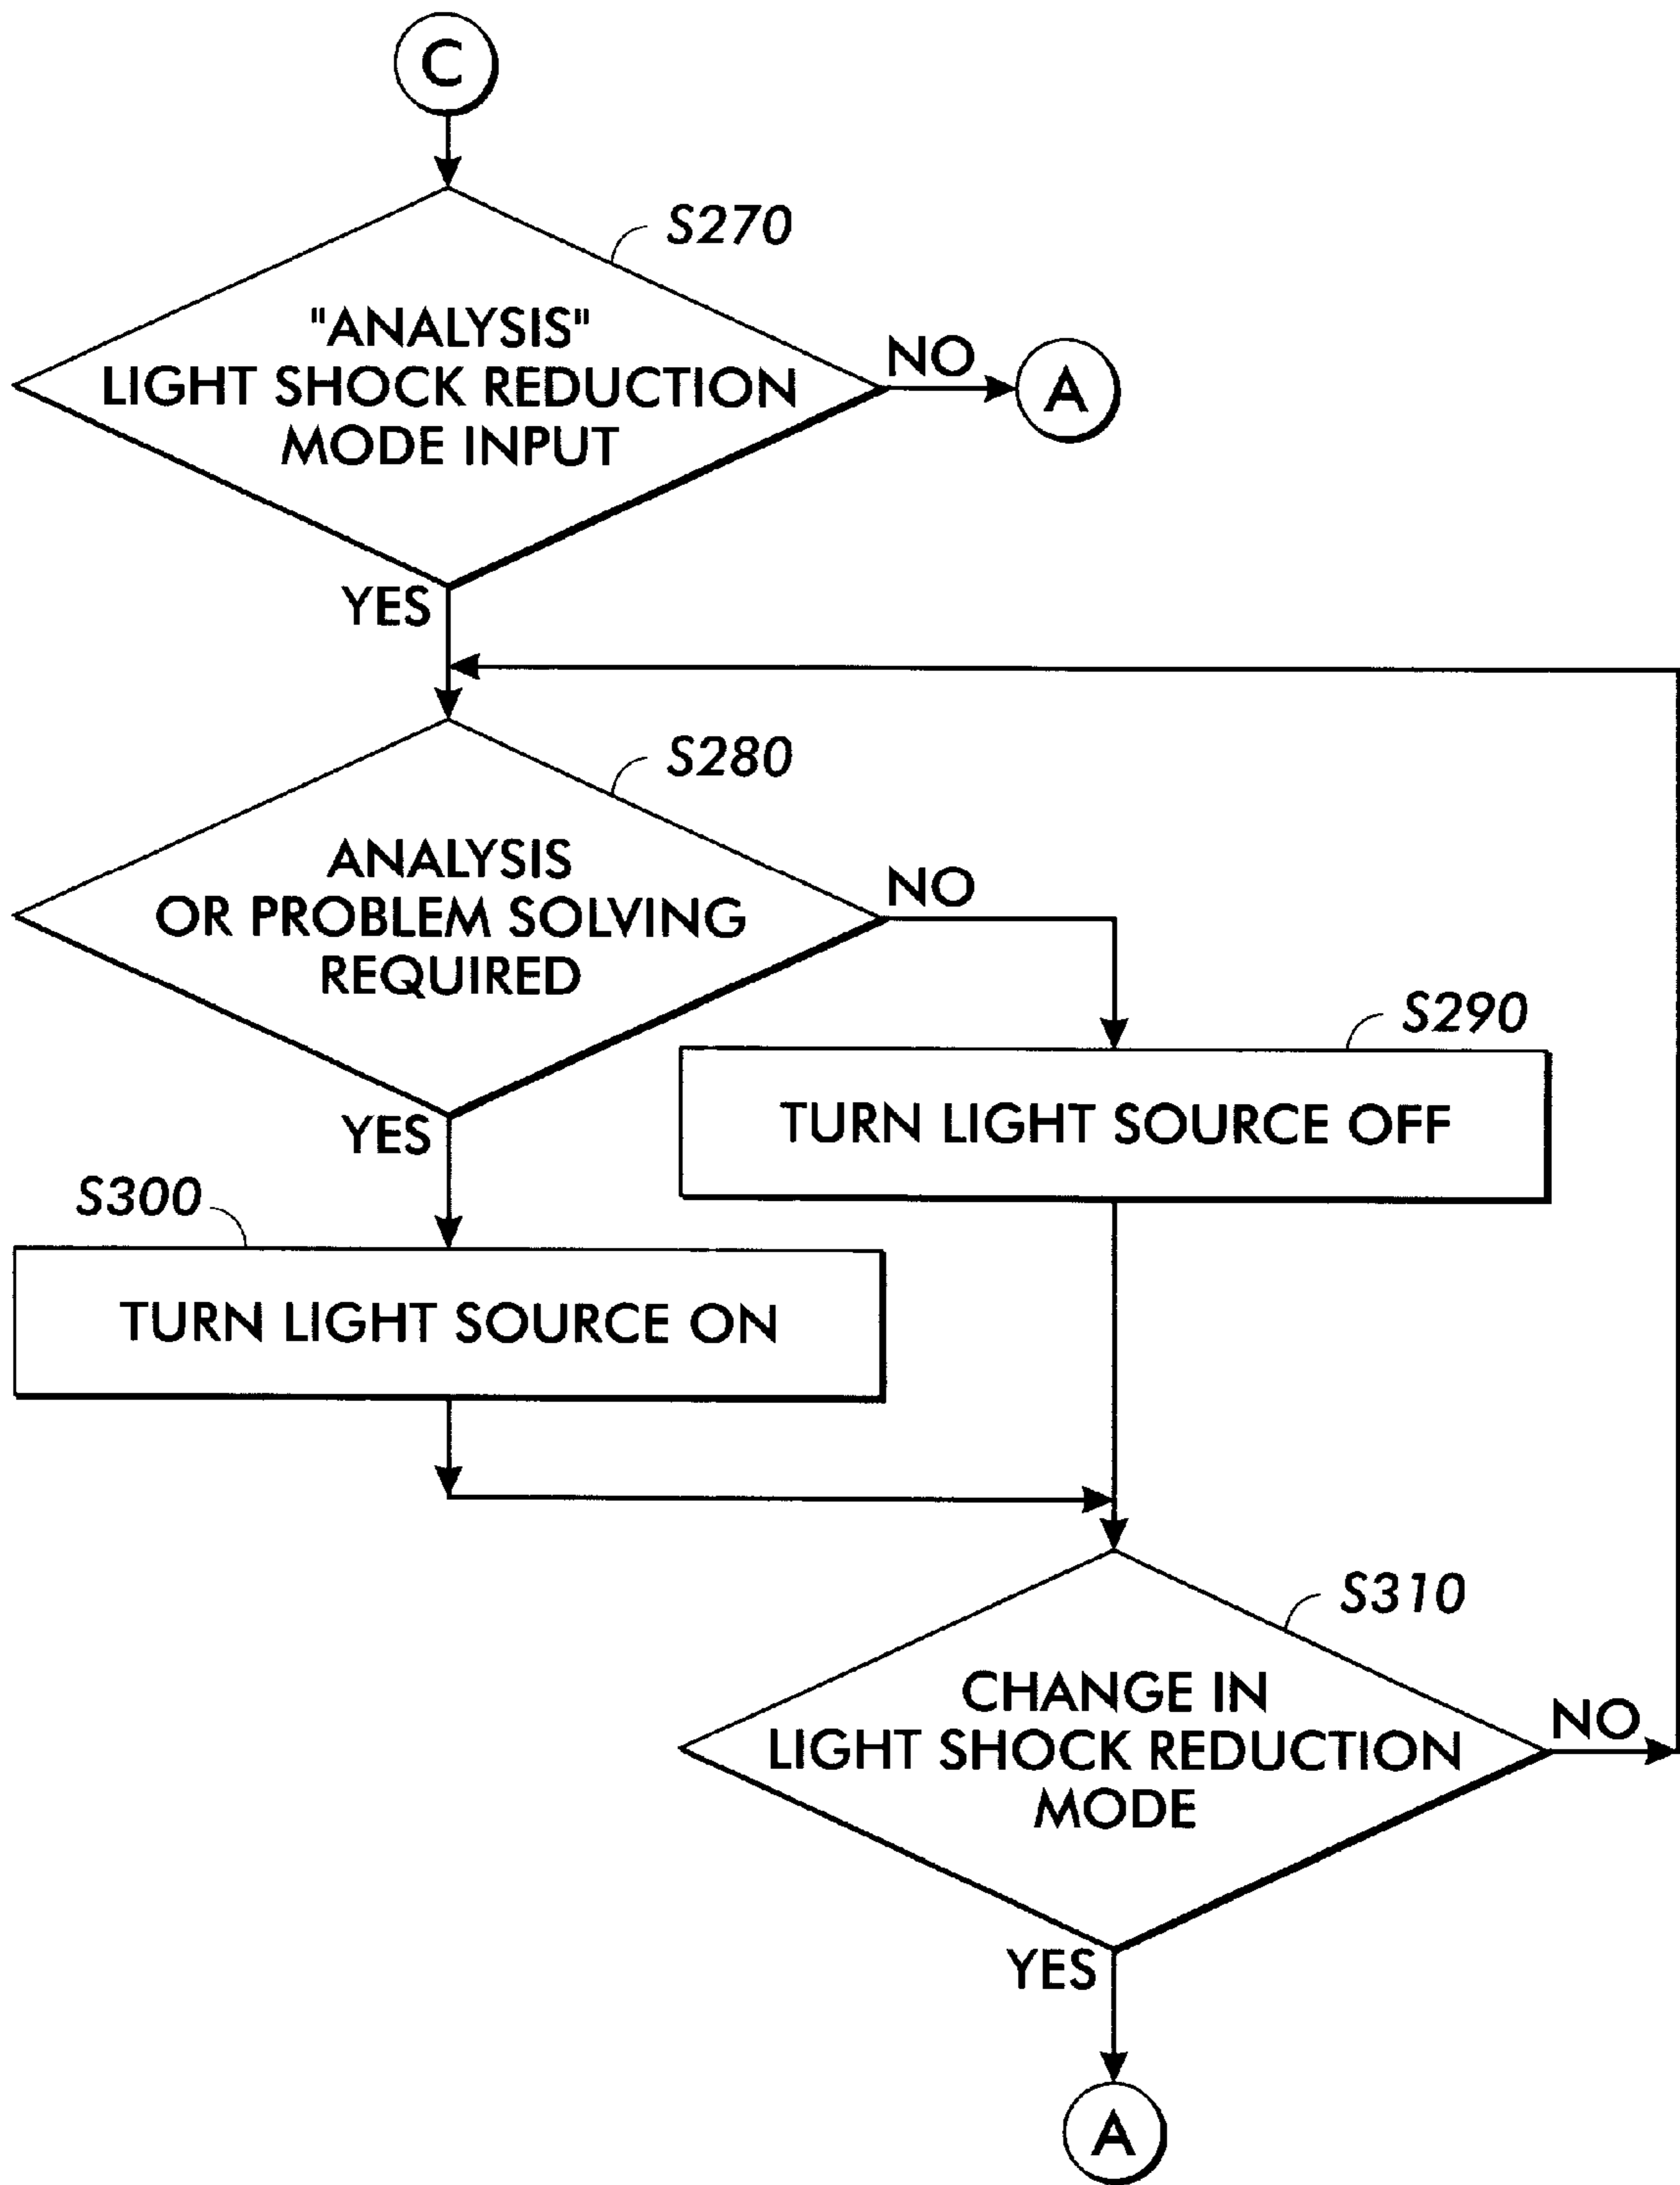 C
S270
"ANALYSIS"
LIGHT SHOCK REDUCTION
MODE INPUT
NO
A
YES
S280
ANALYSIS
OR PROBLEM SOLVING
REQUIRED
NO
S290
TURN LIGHT SOURCE OFF
YES
S300
TURN LIGHT SOURCE ON
S310
CHANGE IN
LIGHT SHOCK REDUCTION
MODE
NO
YES
A